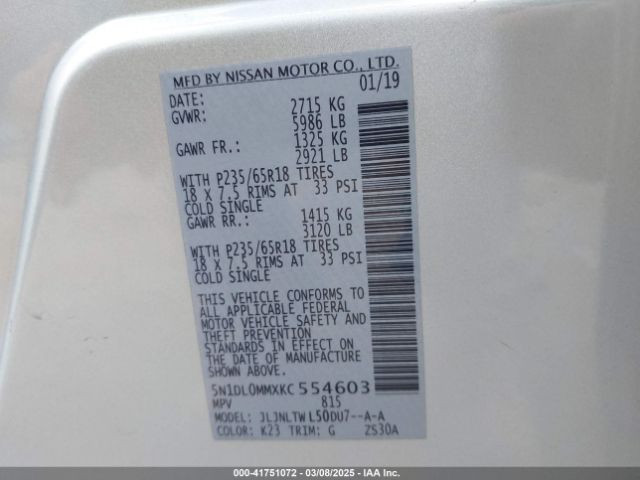 MFD BY NISSAN MOTOR CO., LTD.
DATE: 01/19
GVWR: 2715 KG
5986 LB
GAWR FR.: 1325 KG
2921 LB
WITH P235/65R18 TIRES
18 X 7.5 RIMS AT 33 PSI
COLD SINGLE
GAWR RR.: 1415 KG
3120 LB
WITH P235/65R18 TIRES
18 X 7.5 RIMS AT 33 PSI
COLD SINGLE
THIS VEHICLE CONFORMS TO
ALL APPLICABLE FEDERAL
MOTOR VEHICLE SAFETY AND
THEFT PREVENTION
STANDARDS IN EFFECT ON
THE DATE OF MANUFACTURE
SHOWN ABOVE.
5N1DL0MMXKC554603
MPV 815
MODEL: JLJNLTWL50DU7--A-A
COLOR: K23 TRIM: G ZS30A
000-41751072 - 03/08/2025 - IAA Inc.